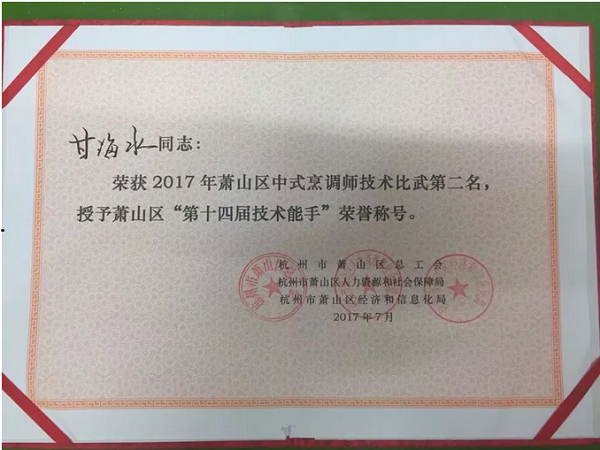 甘海水同志：
荣获2017年萧山区中式烹调师技术比武第二名，
授予萧山区“第十四届技术能手”荣誉称号。
杭州市萧山区总工会
杭州市萧山区人力资源和社会保障局
杭州市萧山区经济和信息化局
2017年7月